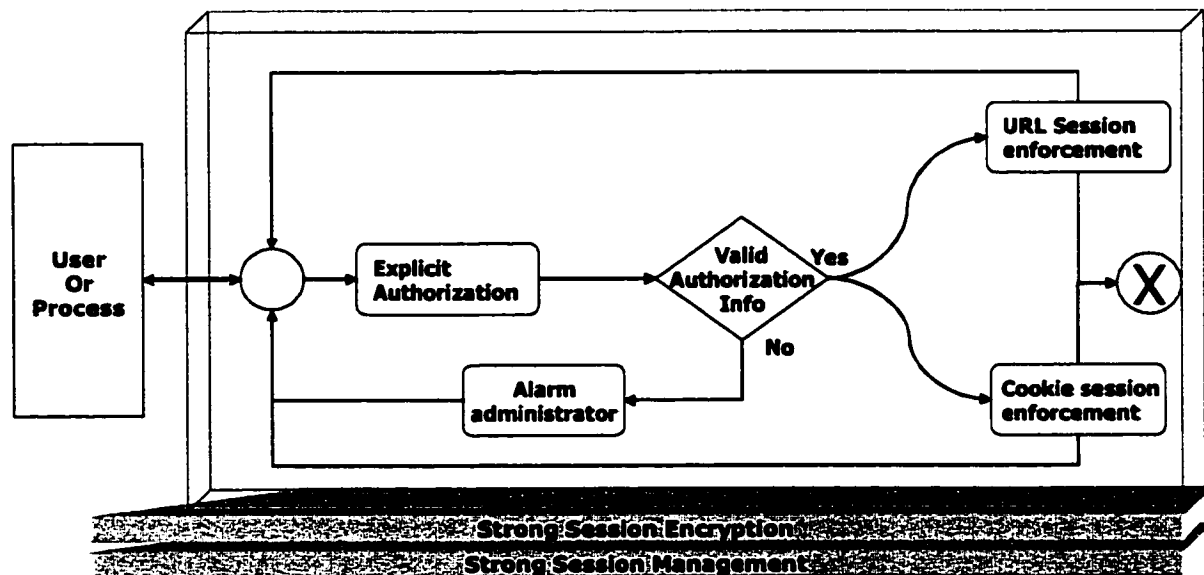 User
Or
Process
Explicit
Authorization
Valid
Authorization
Info
Yes
No
Alarm
administrator
URL Session
enforcement
X
Cookie session
enforcement
Strong Session Encryption
Strong Session Management